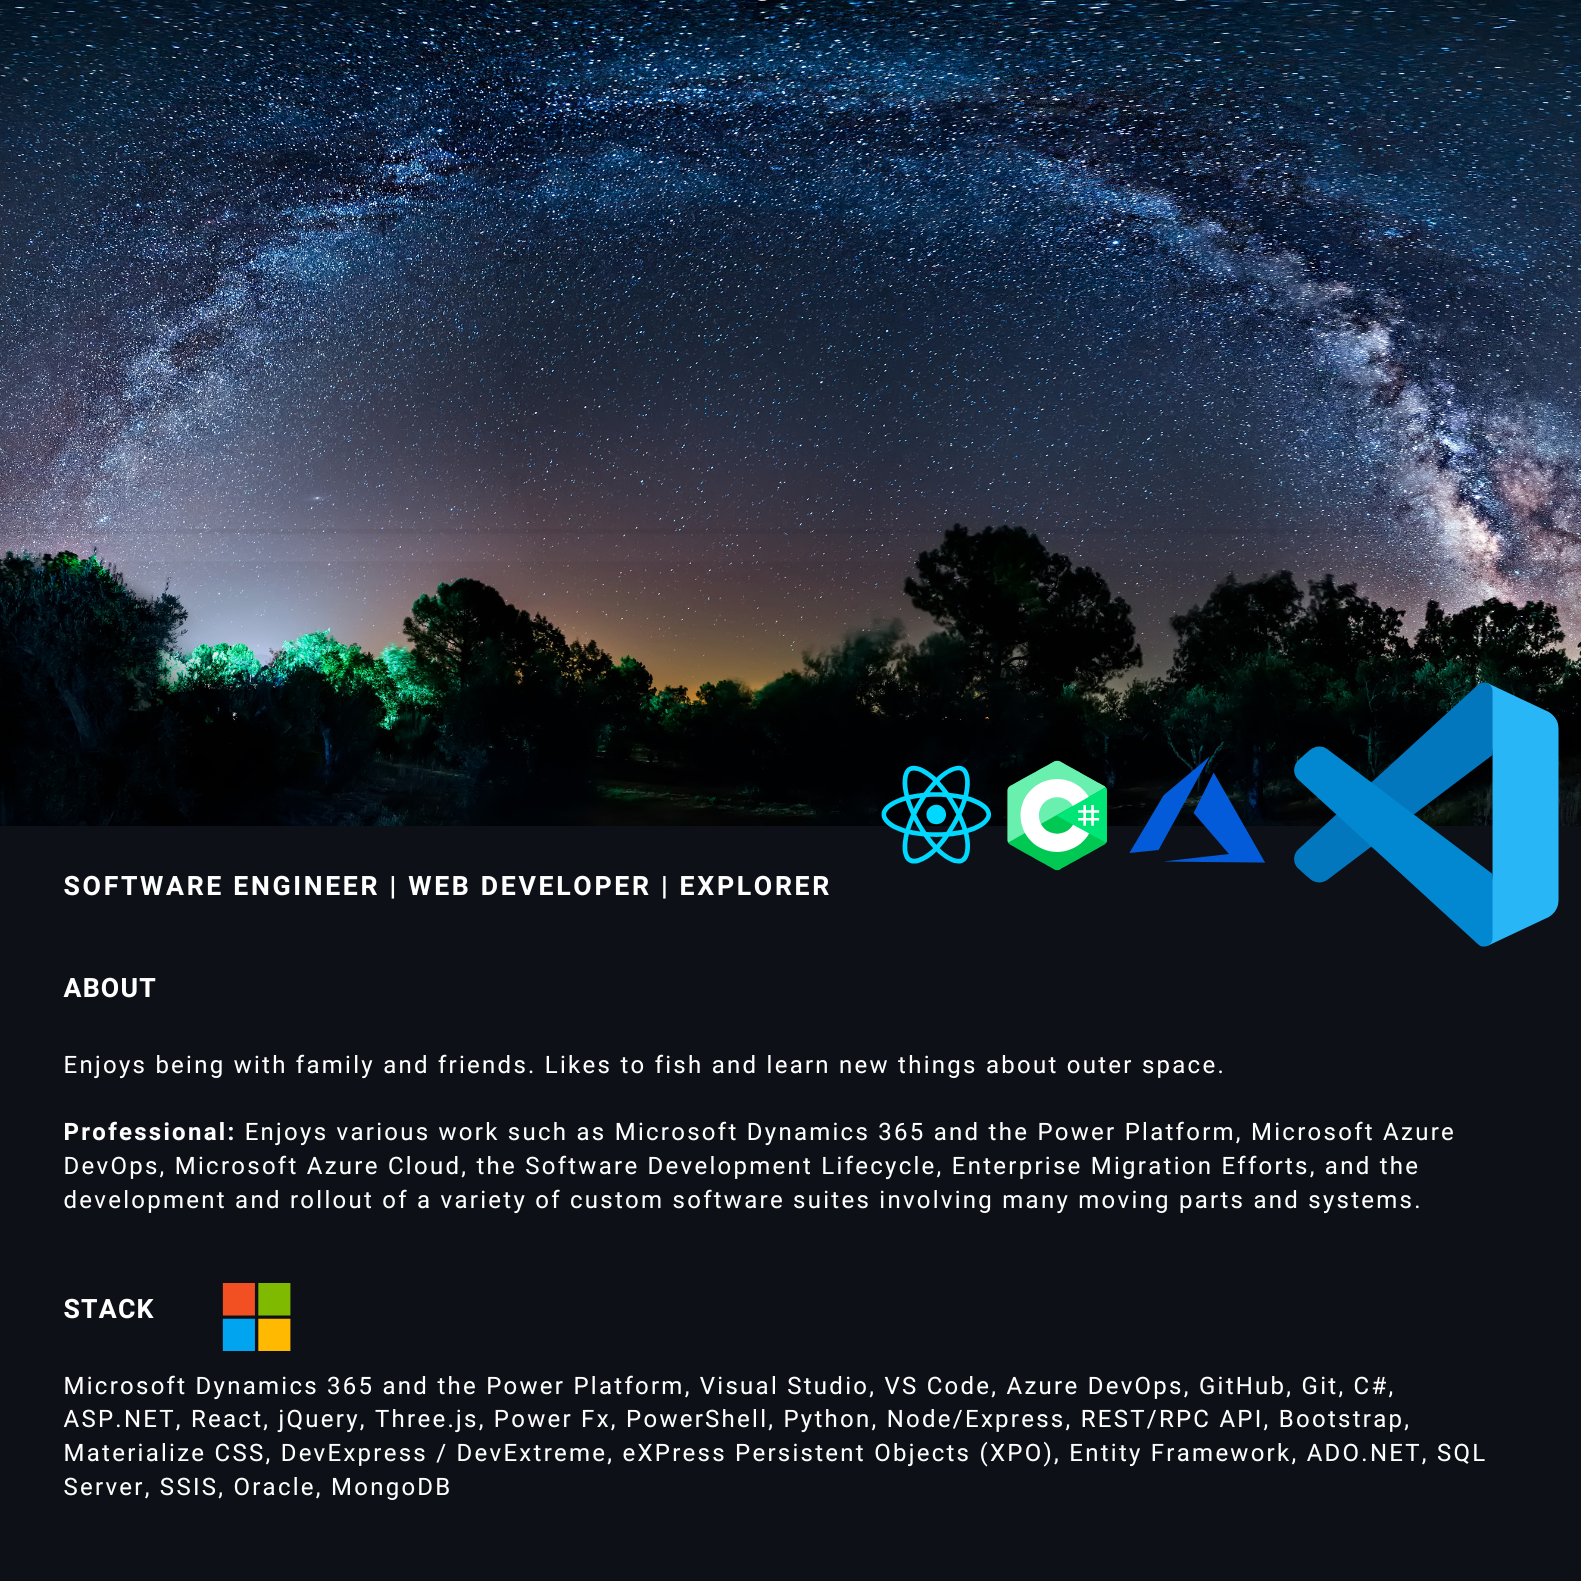 C#
SOFTWARE ENGINEER | WEB DEVELOPER | EXPLORER
ABOUT
Enjoys being with family and friends. Likes to fish and learn new things about outer space.
Professional: Enjoys various work such as Microsoft Dynamics 365 and the Power Platform, Microsoft Azure
DevOps, Microsoft Azure Cloud, the Software Development Lifecycle, Enterprise Migration Efforts, and the
development and rollout of a variety of custom software suites involving many moving parts and systems.
STACK
Microsoft Dynamics 365 and the Power Platform, Visual Studio, VS Code, Azure DevOps, GitHub, Git, C#,
ASP.NET, React, jQuery, Three.js, Power Fx, PowerShell, Python, Node/Express, REST/RPC API, Bootstrap,
Materialize CSS, DevExpress / DevExtreme, eXPress Persistent Objects (XPO), Entity Framework, ADO.NET, SQL
Server, SSIS, Oracle, MongoDB